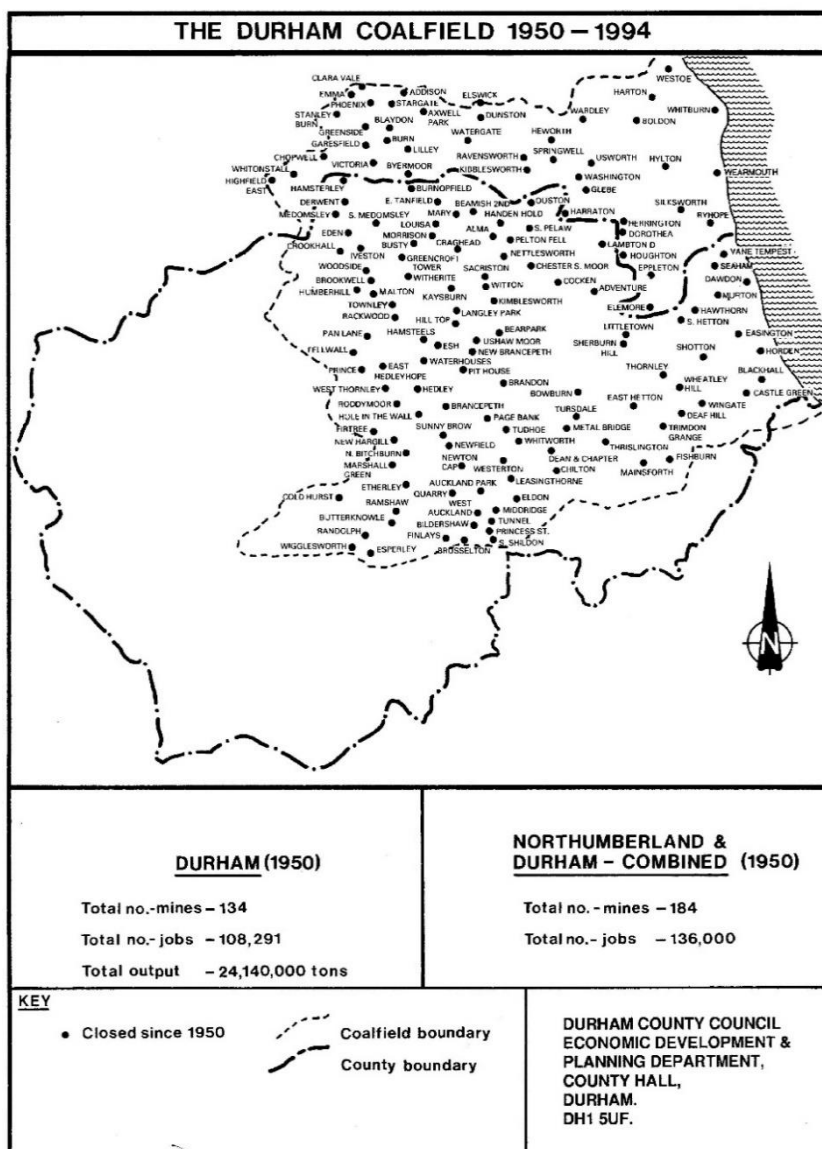 THE DURHAM COALFIELD 1950 – 1994
WESTOE
CLARA VALE
EMMA
ADDISON
HARTON
PHOENIX
STARGATE
ELSWICK
STANLEY
BURN
AXWELL
PARK
DUNSTON
WARDLEY
WHITBURN
BOLDON
GREENSIDE
BLAYDON
GARESFIELD
BURN
WATERGATE
HEWORTH
LILLEY
CHOPWELL
VICTORIA
RAVENSWORTH
SPRINGWELL
USWORTH
HYLTON
WHITONSTALL
BYERMOOR
KIBBLESWORTH
WASHINGTON
WEARMOUTH
HIGHFIELD
EAST
HAMSTERLEY
BURNOPFIELD
GLEBE
DERWENT
E. TANFIELD
BEAMISH 2ND
OUSTON
SILKSWORTH
MEDOMSLEY
S. MEDOMSLEY
MARY
HANDEN HOLD
HARRATON
HERRINGTON
RYHOPE
LOUISA
ALMA
S. PELAW
DOROTHEA
EDEN
MORRISON
PELTON FELL
LAMBTON D
CROOKHALL
BUSTY
CRAGHEAD
HOUGHTON
VANE TEMPEST
IVESTON
GREENCROFT
TOWER
NETTLESWORTH
WOODSIDE
SACRISTON
CHESTER S. MOOR
EPPLETON
SEAHAM
BROOKWELL
WITHERITE
WITTON
COCKEN
ADVENTURE
DAWDON
HUMBERHILL
MALTON
KAYSBURN
MURTON
TOWNLEY
KIMBLESWORTH
ELEMORE
HAWTHORN
RACKWOOD
LANGLEY PARK
HILL TOP
S. HETTON
PAN LANE
HAMSTEELS
BEARPARK
LITTLETOWN
EASINGTON
ESH
USHAW MOOR
SHERBURN
HILL
SHOTTON
FELLWALL
NEW BRANCEPETH
HORDEN
WATERHOUSES
PRINCE
EAST
HEDLEYHOPE
PIT HOUSE
THORNLEY
BLACKHALL
WEST THORNLEY
HEDLEY
BRANDON
WHEATLEY
HILL
CASTLE GREEN
BOWBURN
EAST HETTON
RODDYMOOR
BRANCEPETH
TURSDALE
WINGATE
HOLE IN THE WALL
PAGE BANK
DEAF HILL
FIRTREE
SUNNY BROW
TUDHOE
METAL BRIDGE
TRIMDON
GRANGE
NEW HARGILL
NEWFIELD
WHITWORTH
THRISLINGTON
N. BITCHBURN
NEWTON
CAP
DEAN & CHAPTER
FISHBURN
MARSHALL
GREEN
WESTERTON
CHILTON
MAINSFORTH
ETHERLEY
AUCKLAND PARK
LEASINGTHORNE
COLD HURST
QUARRY
ELDON
RAMSHAW
WEST
AUCKLAND
MIDDRIDGE
BUTTERKNOWLE
BILDERSHAW
TUNNEL
RANDOLPH
FINLAYS
PRINCESS ST.
WIGGLESWORTH
ESPERLEY
BRUSSELTON
S. SHILDON
N
DURHAM (1950)
Total no.-mines – 134
Total no.- jobs – 108,291
Total output – 24,140,000 tons
NORTHUMBERLAND &
DURHAM – COMBINED (1950)
Total no. - mines – 184
Total no.- jobs – 136,000
KEY
Closed since 1950
Coalfield boundary
County boundary
DURHAM COUNTY COUNCIL
ECONOMIC DEVELOPMENT &
PLANNING DEPARTMENT,
COUNTY HALL,
DURHAM.
DH1 5UF.